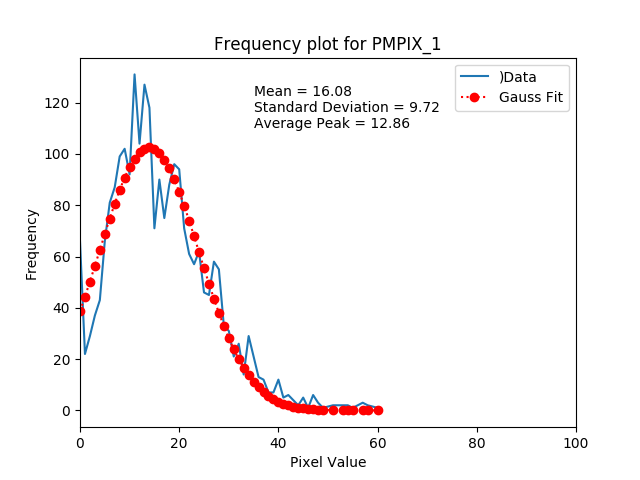 Frequency plot for PMPIX_1
)Data
Gauss Fit
Mean = 16.08
Standard Deviation = 9.72
Average Peak = 12.86
Frequency
120
100
80
60
40
20
0
0 20 40 60 80 100
Pixel Value